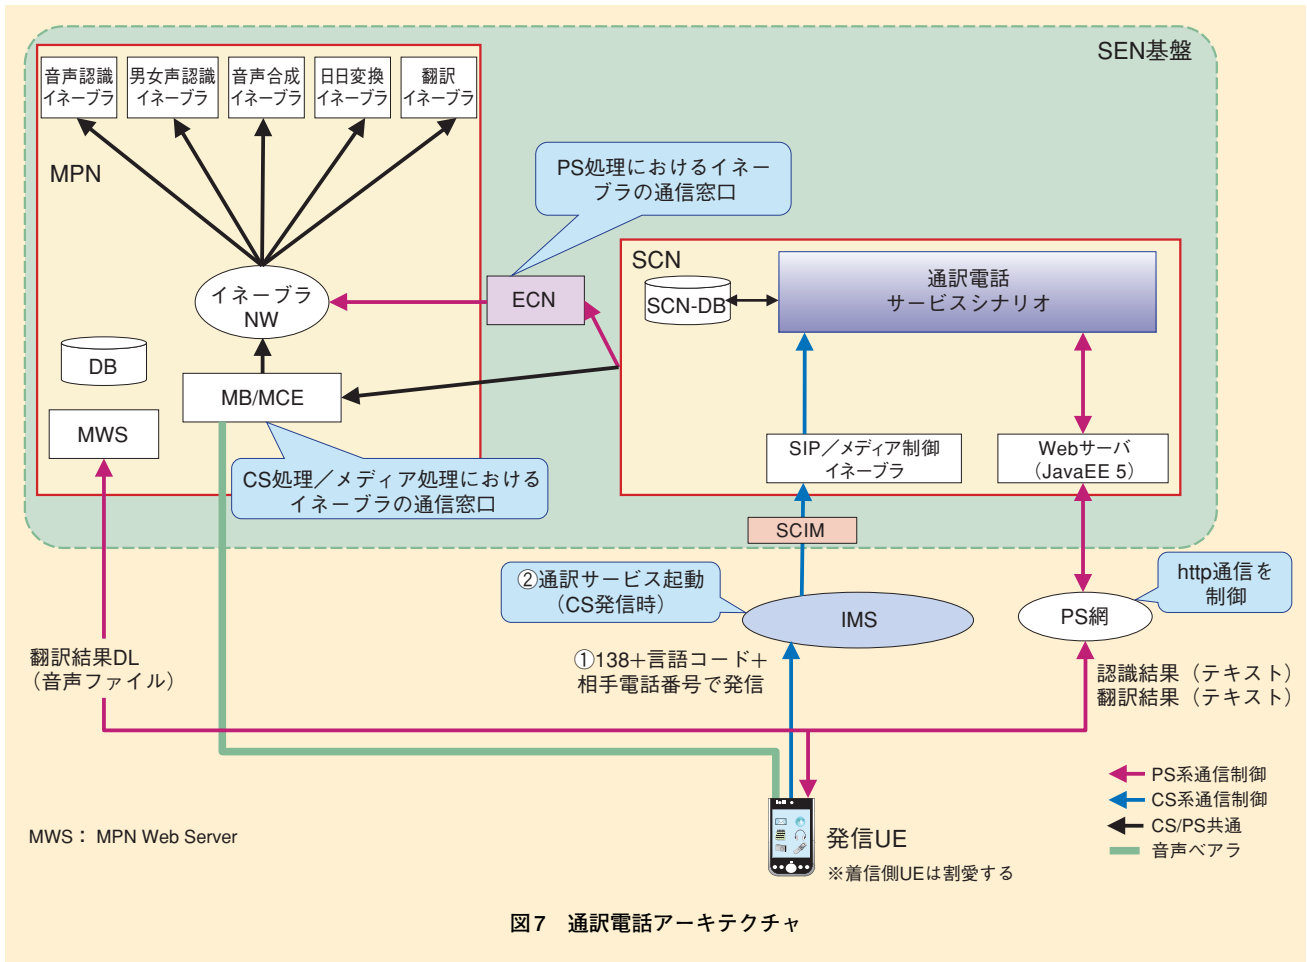 SEN基盤
音声認識
イネーブラ
男女声認識
イネーブラ
音声合成
イネーブラ
日日変換
イネーブラ
翻訳
イネーブラ
MPN
PS処理におけるイネー
ブラの通信窓口
SCN
通訳電話
サービスシナリオ
SCN-DB
ECN
イネーブラ
NW
DB
MB/MCE
MWS
SIP／メディア制御
イネーブラ
Webサーバ
（JavaEE 5）
CS処理／メディア処理における
イネーブラの通信窓口
SCIM
②通訳サービス起動
（CS発信時）
http通信を
制御
IMS
PS網
翻訳結果DL
（音声ファイル）
①138＋言語コード＋
相手電話番号で発信
認識結果（テキスト）
翻訳結果（テキスト）
PS系通信制御
CS系通信制御
CS/PS共通
音声ベアラ
MWS： MPN Web Server
発信UE
※着信側UEは割愛する
図7　通訳電話アーキテクチャ